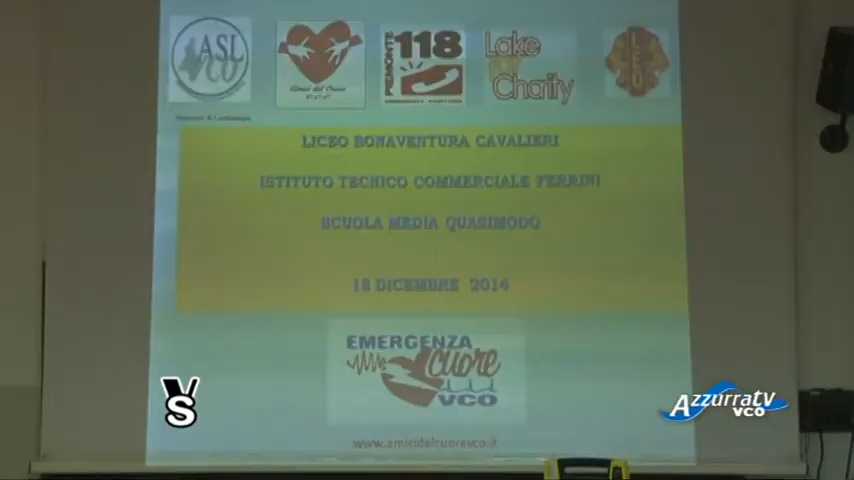 ASL
VCO
PIEMONTE
118
Lake
Charity
LICEO BONAVENTURA CAVALIERI
ISTITUTO TECNICO COMMERCIALE FERRINI
SCUOLA MEDIA QUASIMODO
18 DICEMBRE 2014
EMERGENZA
cuore
VCO
VS
Azzurratv
VCO
www.amicidelcuorevco.it